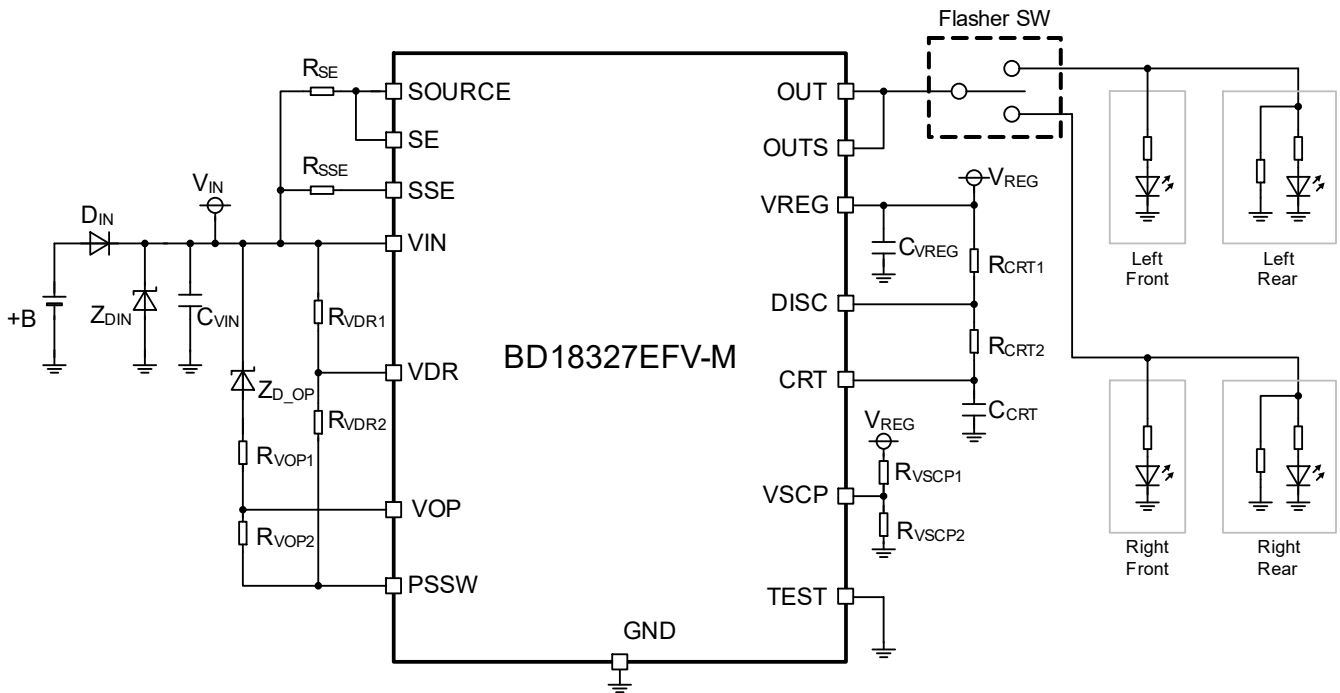 Flasher SW
RSE
SOURCE
OUT
SE
OUTS
RSSE
SSE
VIN
VREG
VREG
DIN
VIN
CVREG
RCRT1
Left
Front
Left
Rear
+B
ZDIN
CVIN
RVDR1
DISC
BD18327EFV-M
RCRT2
VDR
CRT
ZD_OP
RVDR2
CCRT
VREG
RVOP1
RVSCP1
VSCP
VOP
RVOP2
RVSCP2
Right
Front
Right
Rear
PSSW
TEST
GND